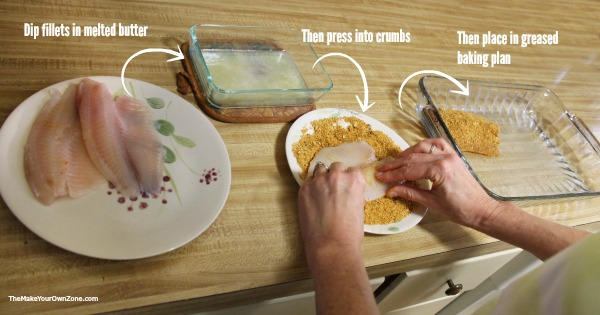 Dip fillets in melted butter
Then press into crumbs
Then place in greased
baking plan
TheMakeYourOwnZone.com